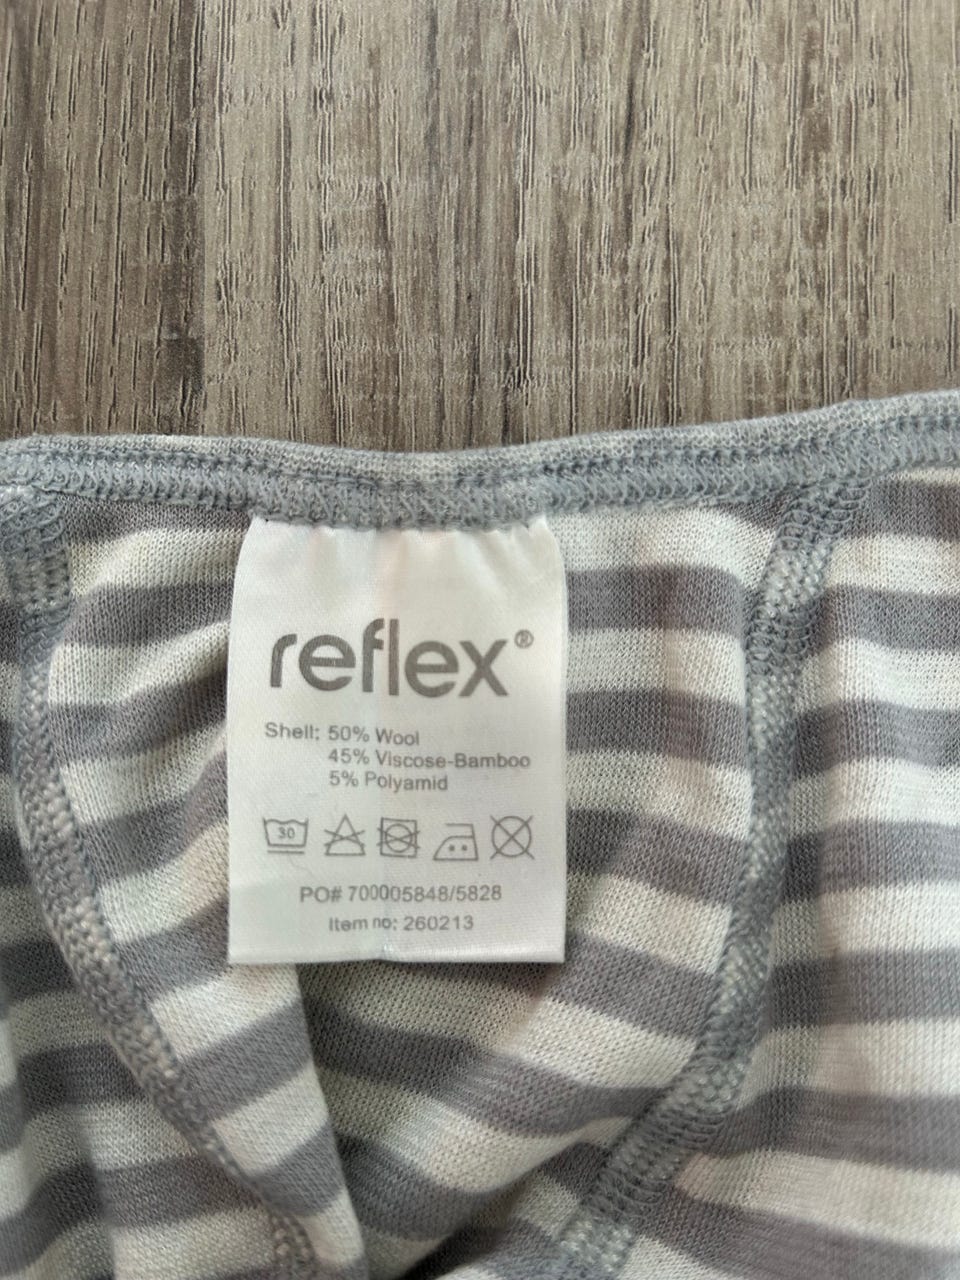 reflex®
Shell: 50% Wool
45% Viscose-Bamboo
5% Polyamid
30
PO# 700005848/5828
Item no: 260213